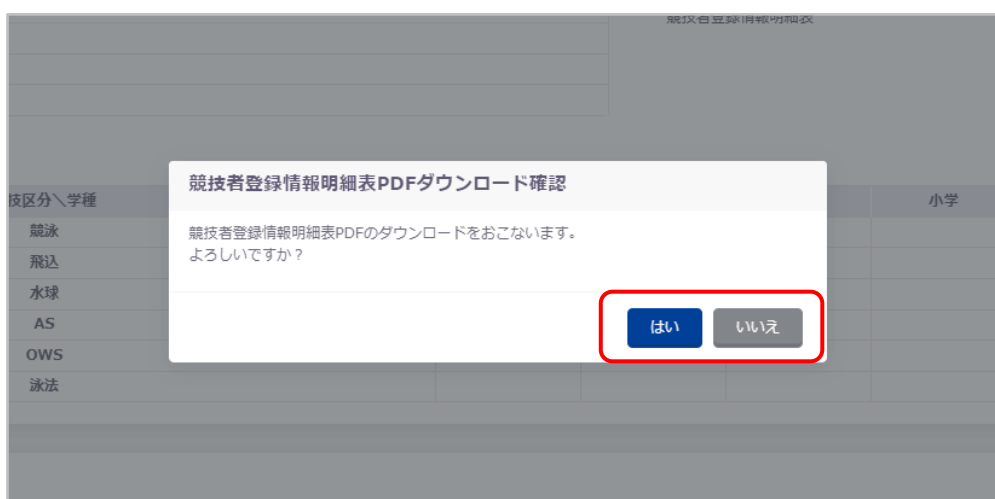 競技者登録情報明細表
競技者登録情報明細表PDFダウンロード確認
技区分＼学種
小学
競泳
競技者登録情報明細表PDFのダウンロードをおこないます。
よろしいですか？
飛込
水球
AS
はい
いいえ
OWS
泳法